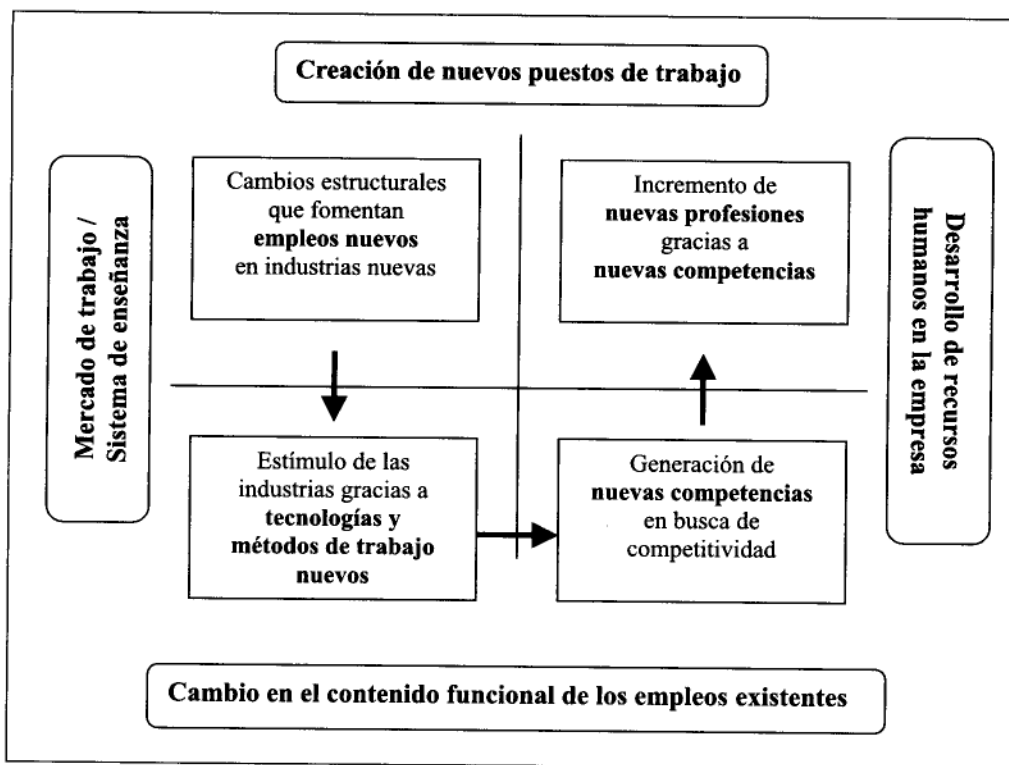 Creación de nuevos puestos de trabajo
Mercado de trabajo /
Sistema de enseñanza
Cambios estructurales
que fomentan
empleos nuevos
en industrias nuevas
Incremento de
nuevas profesiones
gracias a
nuevas competencias
Desarrollo de recursos
humanos en la empresa
Estímulo de las
industrias gracias a
tecnologías y
métodos de trabajo
nuevos
Generación de
nuevas competencias
en busca de
competitividad
Cambio en el contenido funcional de los empleos existentes